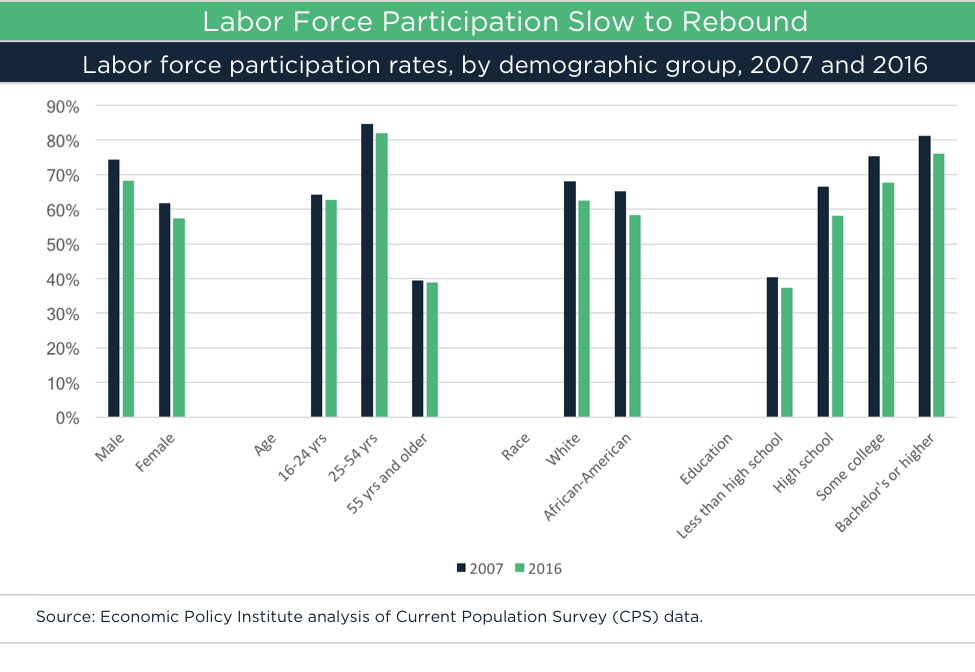 Labor Force Participation Slow to Rebound
Labor force participation rates, by demographic group, 2007 and 2016
90%
80%
70%
60%
50%
40%
30%
20%
10%
0%
Male
Female
Age
16-24 yrs
25-54 yrs
55 yrs and older
Race
White
African-American
Education
Less than high school
High school
Some college
Bachelor's or higher
2007 2016
Source: Economic Policy Institute analysis of Current Population Survey (CPS) data.